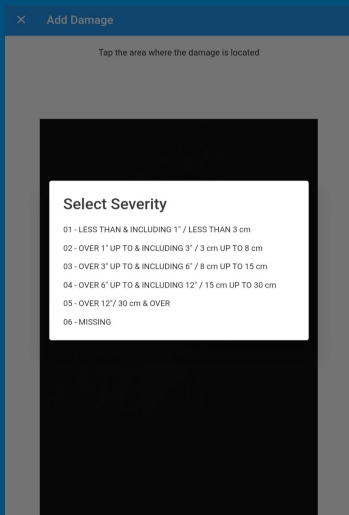 × Add Damage
Tap the area where the damage is located
Select Severity
01 - LESS THAN & INCLUDING 1" / LESS THAN 3 cm
02 - OVER 1" UP TO & INCLUDING 3" / 3 cm UP TO 8 cm
03 - OVER 3" UP TO & INCLUDING 6" / 8 cm UP TO 15 cm
04 - OVER 6" UP TO & INCLUDING 12" / 15 cm UP TO 30 cm
05 - OVER 12"/ 30 cm & OVER
06 - MISSING